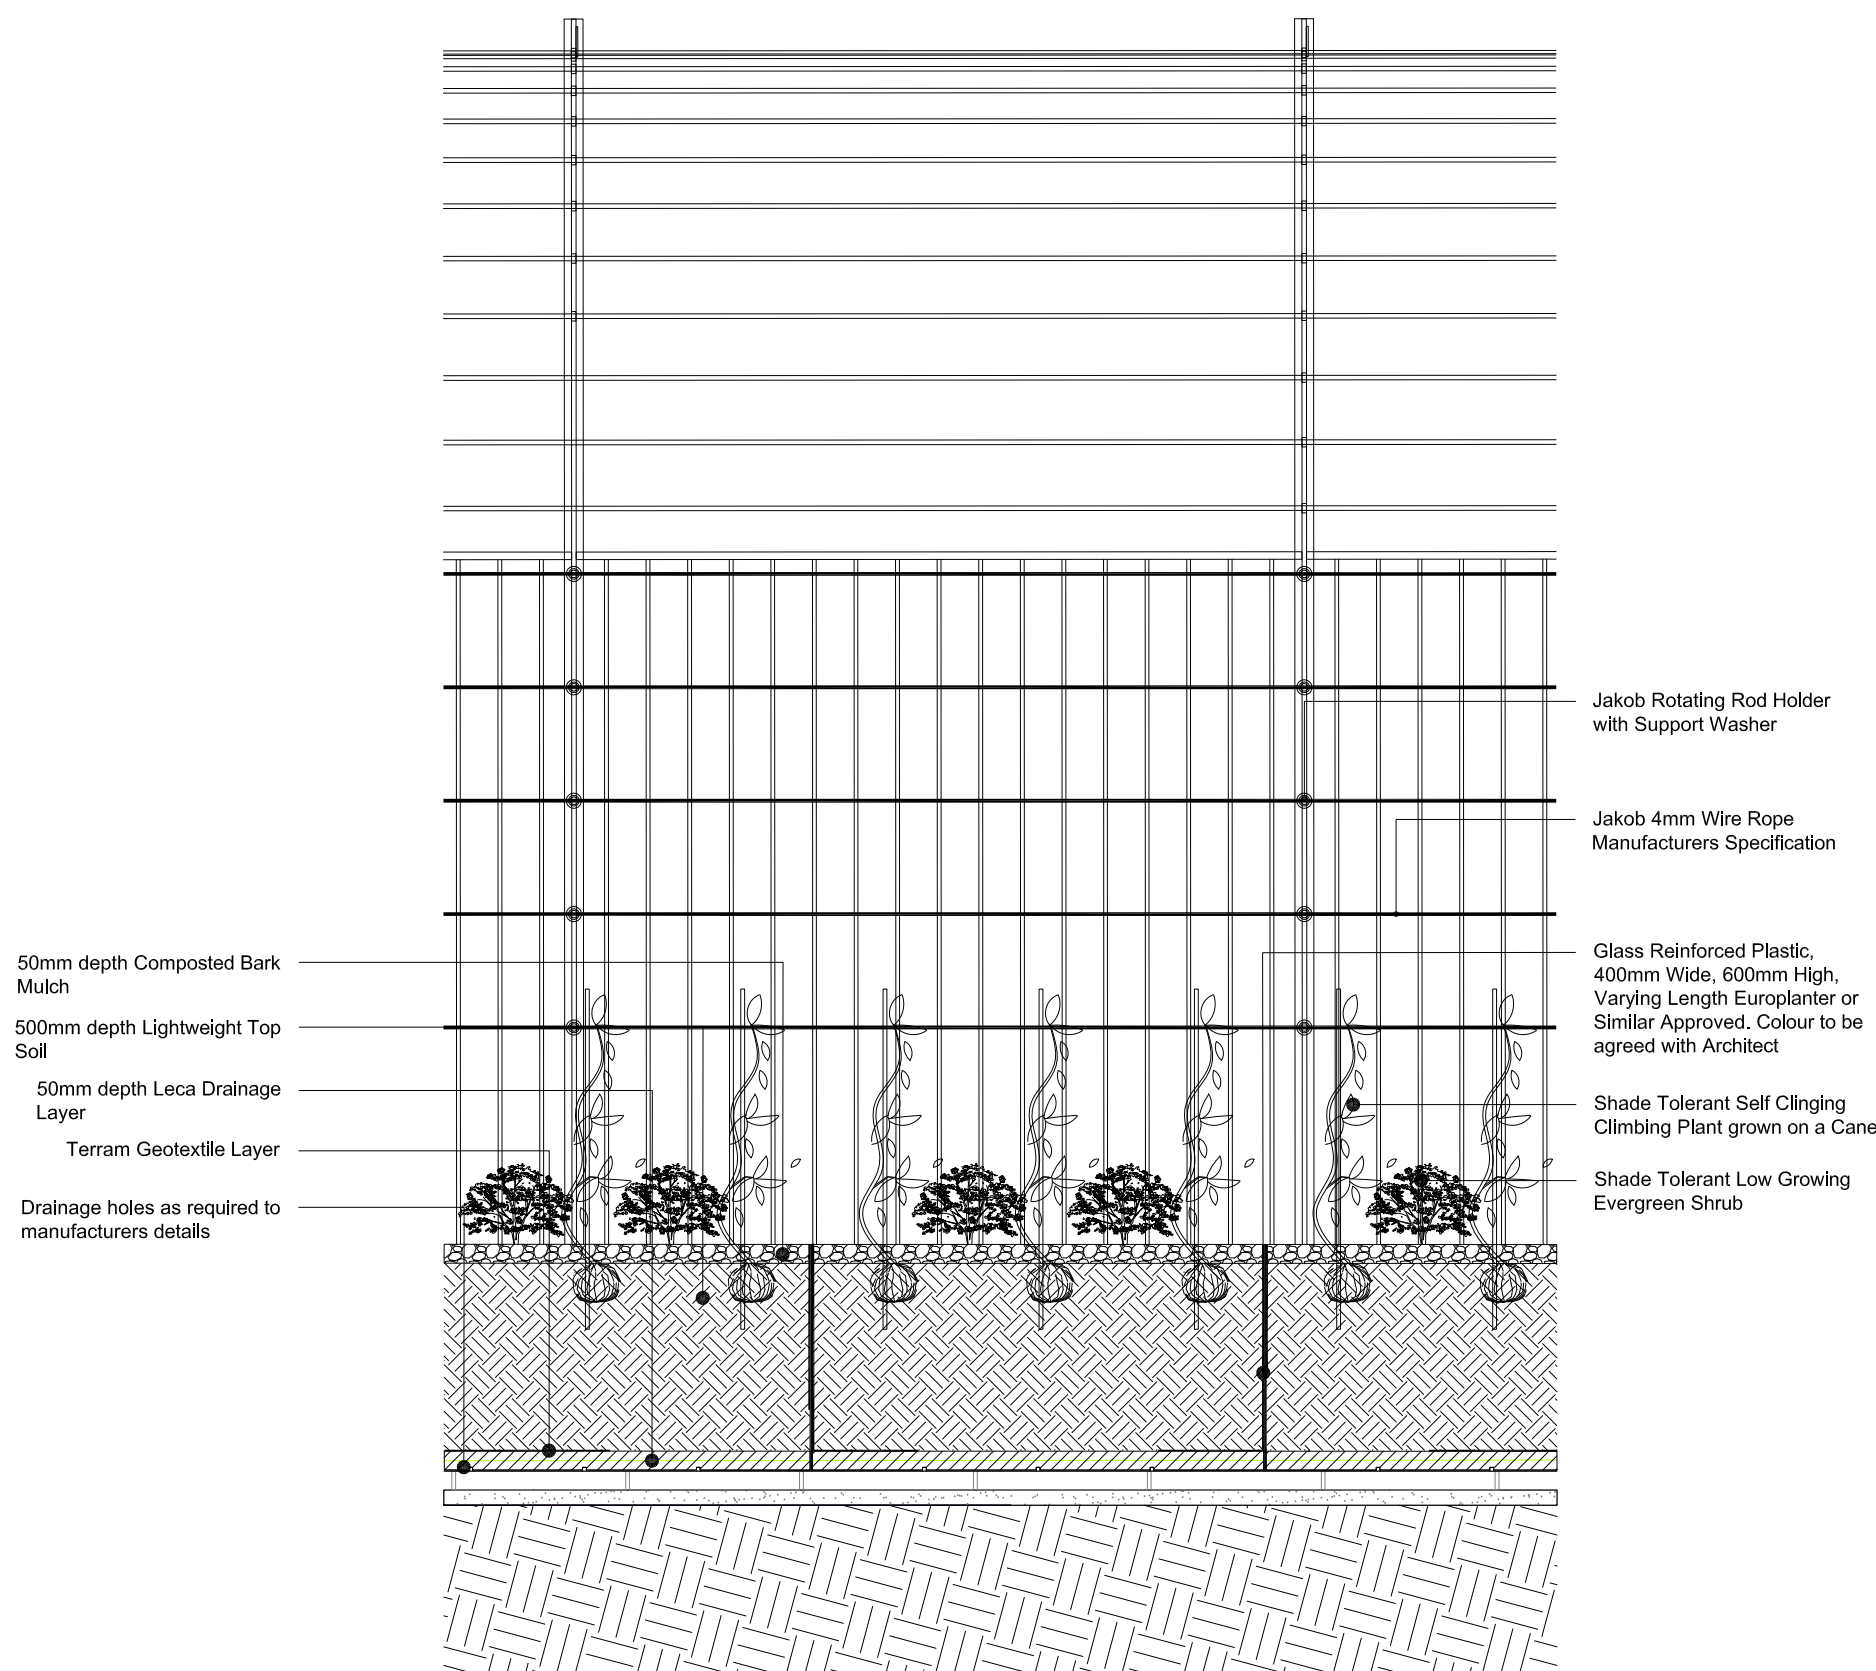 50mm depth Composted Bark
Mulch
500mm depth Lightweight Top
Soil
50mm depth Leca Drainage
Layer
Terram Geotextile Layer
Drainage holes as required to
manufacturers details
Jakob Rotating Rod Holder
with Support Washer
Jakob 4mm Wire Rope
Manufacturers Specification
Glass Reinforced Plastic,
400mm Wide, 600mm High,
Varying Length Europlanter or
Similar Approved. Colour to be
agreed with Architect
Shade Tolerant Self Clinging
Climbing Plant grown on a Cane
Shade Tolerant Low Growing
Evergreen Shrub